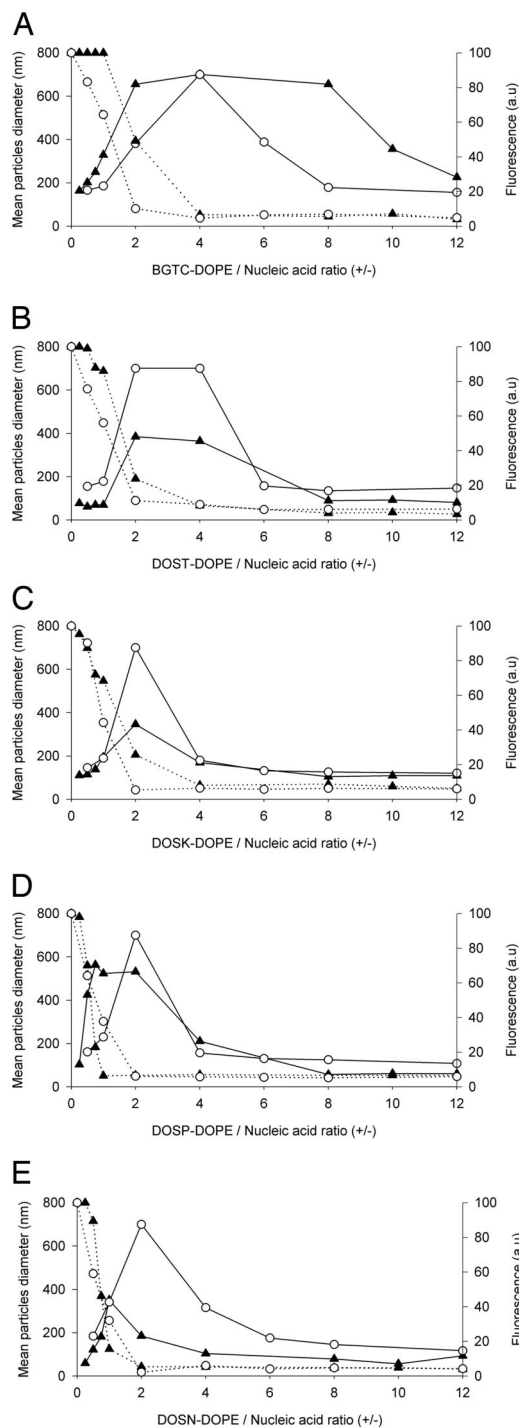 A
Mean particles diameter (nm)
800
600
400
200
0
100
80
60
40
20
0
Fluorescence (a.u)
0 2 4 6 8 10 12
BGTC-DOPE / Nucleic acid ratio (+/-)
B
Mean particles diameter (nm)
800
600
400
200
0
100
80
60
40
20
0
Fluorescence (a.u)
0 2 4 6 8 10 12
DOST-DOPE / Nucleic acid ratio (+/-)
C
Mean particles diameter (nm)
800
600
400
200
0
100
80
60
40
20
0
Fluorescence (a.u)
0 2 4 6 8 10 12
DOSK-DOPE / Nucleic acid ratio (+/-)
D
Mean particles diameter (nm)
800
600
400
200
0
100
80
60
40
20
0
Fluorescence (a.u)
0 2 4 6 8 10 12
DOSP-DOPE / Nucleic acid ratio (+/-)
E
Mean particles diameter (nm)
800
600
400
200
0
100
80
60
40
20
0
Fluorescence (a.u)
0 2 4 6 8 10 12
DOSN-DOPE / Nucleic acid ratio (+/-)